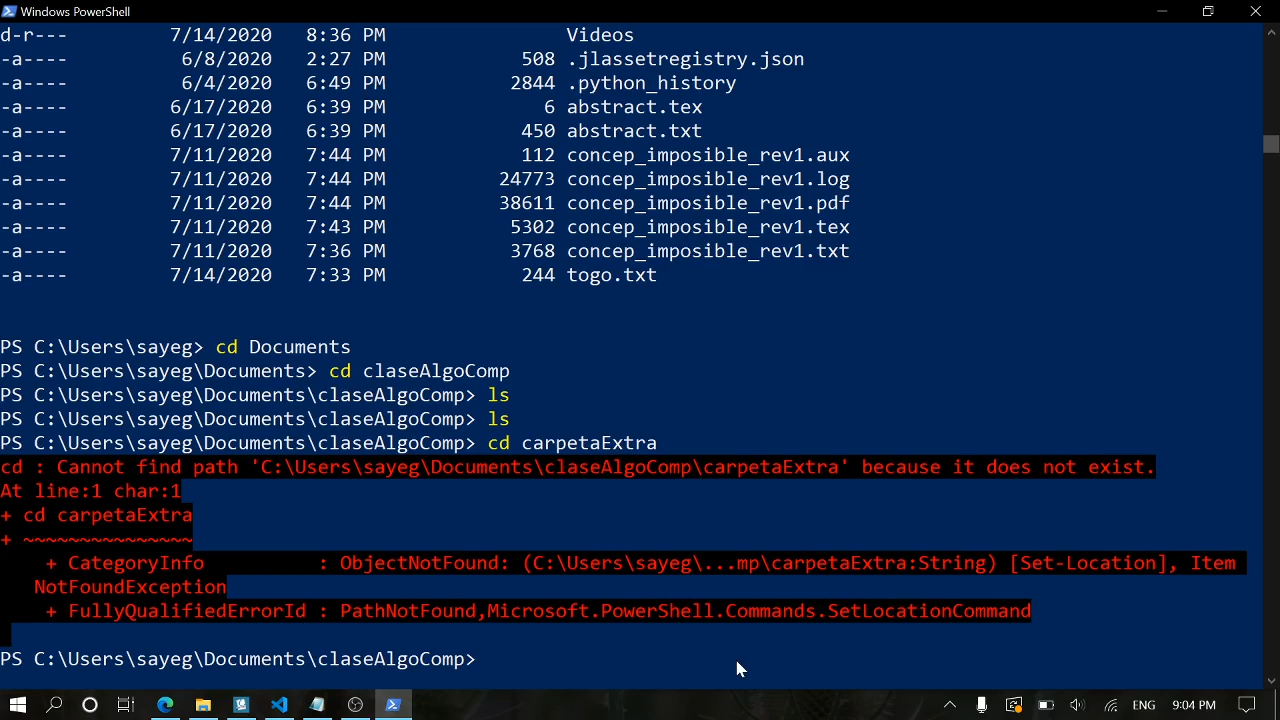 Windows PowerShell
d-r--- 7/14/2020 8:36 PM Videos
-a---- 6/8/2020 2:27 PM 508 .jlassetregistry.json
-a---- 6/4/2020 6:49 PM 2844 .python_history
-a---- 6/17/2020 6:39 PM 6 abstract.tex
-a---- 6/17/2020 6:39 PM 450 abstract.txt
-a---- 7/11/2020 7:44 PM 112 concep_imposible_rev1.aux
-a---- 7/11/2020 7:44 PM 24773 concep_imposible_rev1.log
-a---- 7/11/2020 7:44 PM 38611 concep_imposible_rev1.pdf
-a---- 7/11/2020 7:43 PM 5302 concep_imposible_rev1.tex
-a---- 7/11/2020 7:36 PM 3768 concep_imposible_rev1.txt
-a---- 7/14/2020 7:33 PM 244 togo.txt
PS C:\Users\sayeg> cd Documents
PS C:\Users\sayeg\Documents> cd claseAlgoComp
PS C:\Users\sayeg\Documents\claseAlgoComp> ls
PS C:\Users\sayeg\Documents\claseAlgoComp> ls
PS C:\Users\sayeg\Documents\claseAlgoComp> cd carpetaExtra
cd : Cannot find path 'C:\Users\sayeg\Documents\claseAlgoComp\carpetaExtra' because it does not exist.
At line:1 char:1
+ cd carpetaExtra
+ ~~~~~~~~~~~~~~~
+ CategoryInfo : ObjectNotFound: (C:\Users\sayeg\...mp\carpetaExtra:String) [Set-Location], Item
NotFoundException
+ FullyQualifiedErrorId : PathNotFound,Microsoft.PowerShell.Commands.SetLocationCommand
PS C:\Users\sayeg\Documents\claseAlgoComp>
ENG 9:04 PM